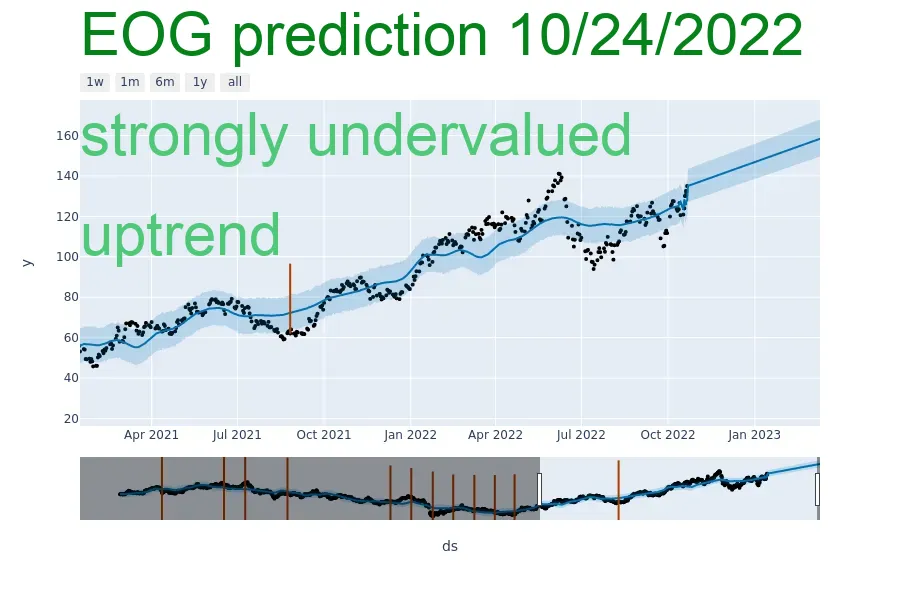 EOG prediction 10/24/2022
1w 1m 6m 1y all
strongly undervalued
uptrend
160
140
120
100
80
60
40
20
y
Apr 2021 Jul 2021 Oct 2021 Jan 2022 Apr 2022 Jul 2022 Oct 2022 Jan 2023
ds